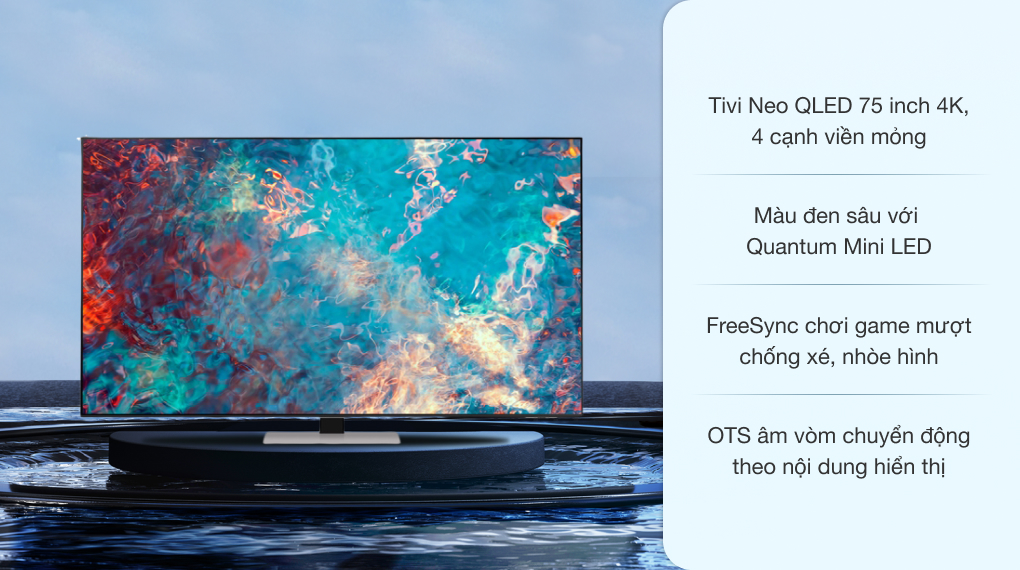 Tivi Neo QLED 75 inch 4K,
4 cạnh viền mỏng
Màu đen sâu với
Quantum Mini LED
FreeSync chơi game mượt
chống xé, nhòe hình
OTS âm vòm chuyển động
theo nội dung hiển thị